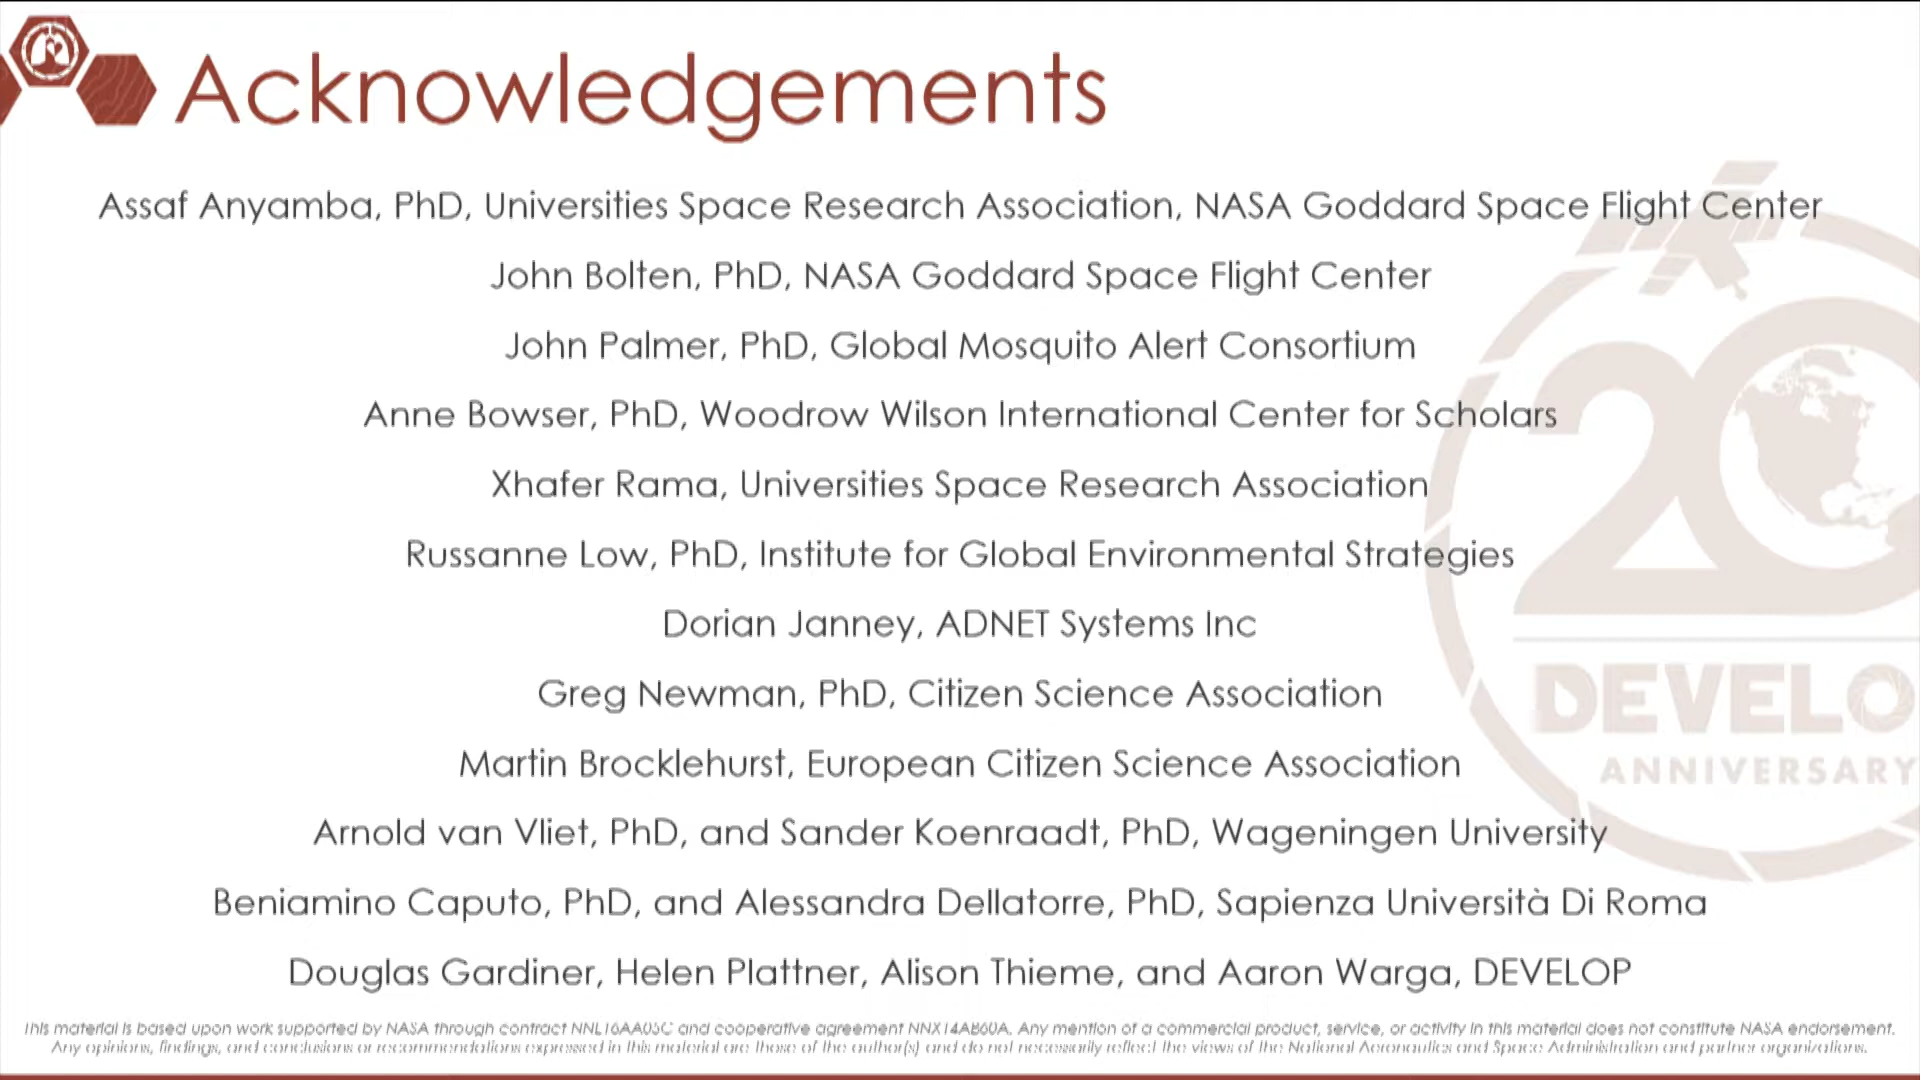 Acknowledgements
Assaf Anyamba, PhD, Universities Space Research Association, NASA Goddard Space Flight Center
John Bolten, PhD, NASA Goddard Space Flight Center
John Palmer, PhD, Global Mosquito Alert Consortium
Anne Bowser, PhD, Woodrow Wilson International Center for Scholars
Xhafer Rama, Universities Space Research Association
Russanne Low, PhD, Institute for Global Environmental Strategies
Dorian Janney, ADNET Systems Inc
Greg Newman, PhD, Citizen Science Association
Martin Brocklehurst, European Citizen Science Association
Arnold van Vliet, PhD, and Sander Koenraadt, PhD, Wageningen University
Beniamino Caputo, PhD, and Alessandra Dellatorre, PhD, Sapienza Università Di Roma
Douglas Gardiner, Helen Plattner, Alison Thieme, and Aaron Warga, DEVELOP
20
DEVELO
ANNIVERSARY
This material is based upon work supported by NASA through contract NNL16AA05C and cooperative agreement NNX14AB60A. Any mention of a commercial product, service, or activity in this material does not constitute NASA endorsement.
Any opinions, findings, and conclusions or recommendations expressed in this material are those of the author(s) and do not necessarily reflect the views of the National Aeronautics and Space Administration and partner organizations.